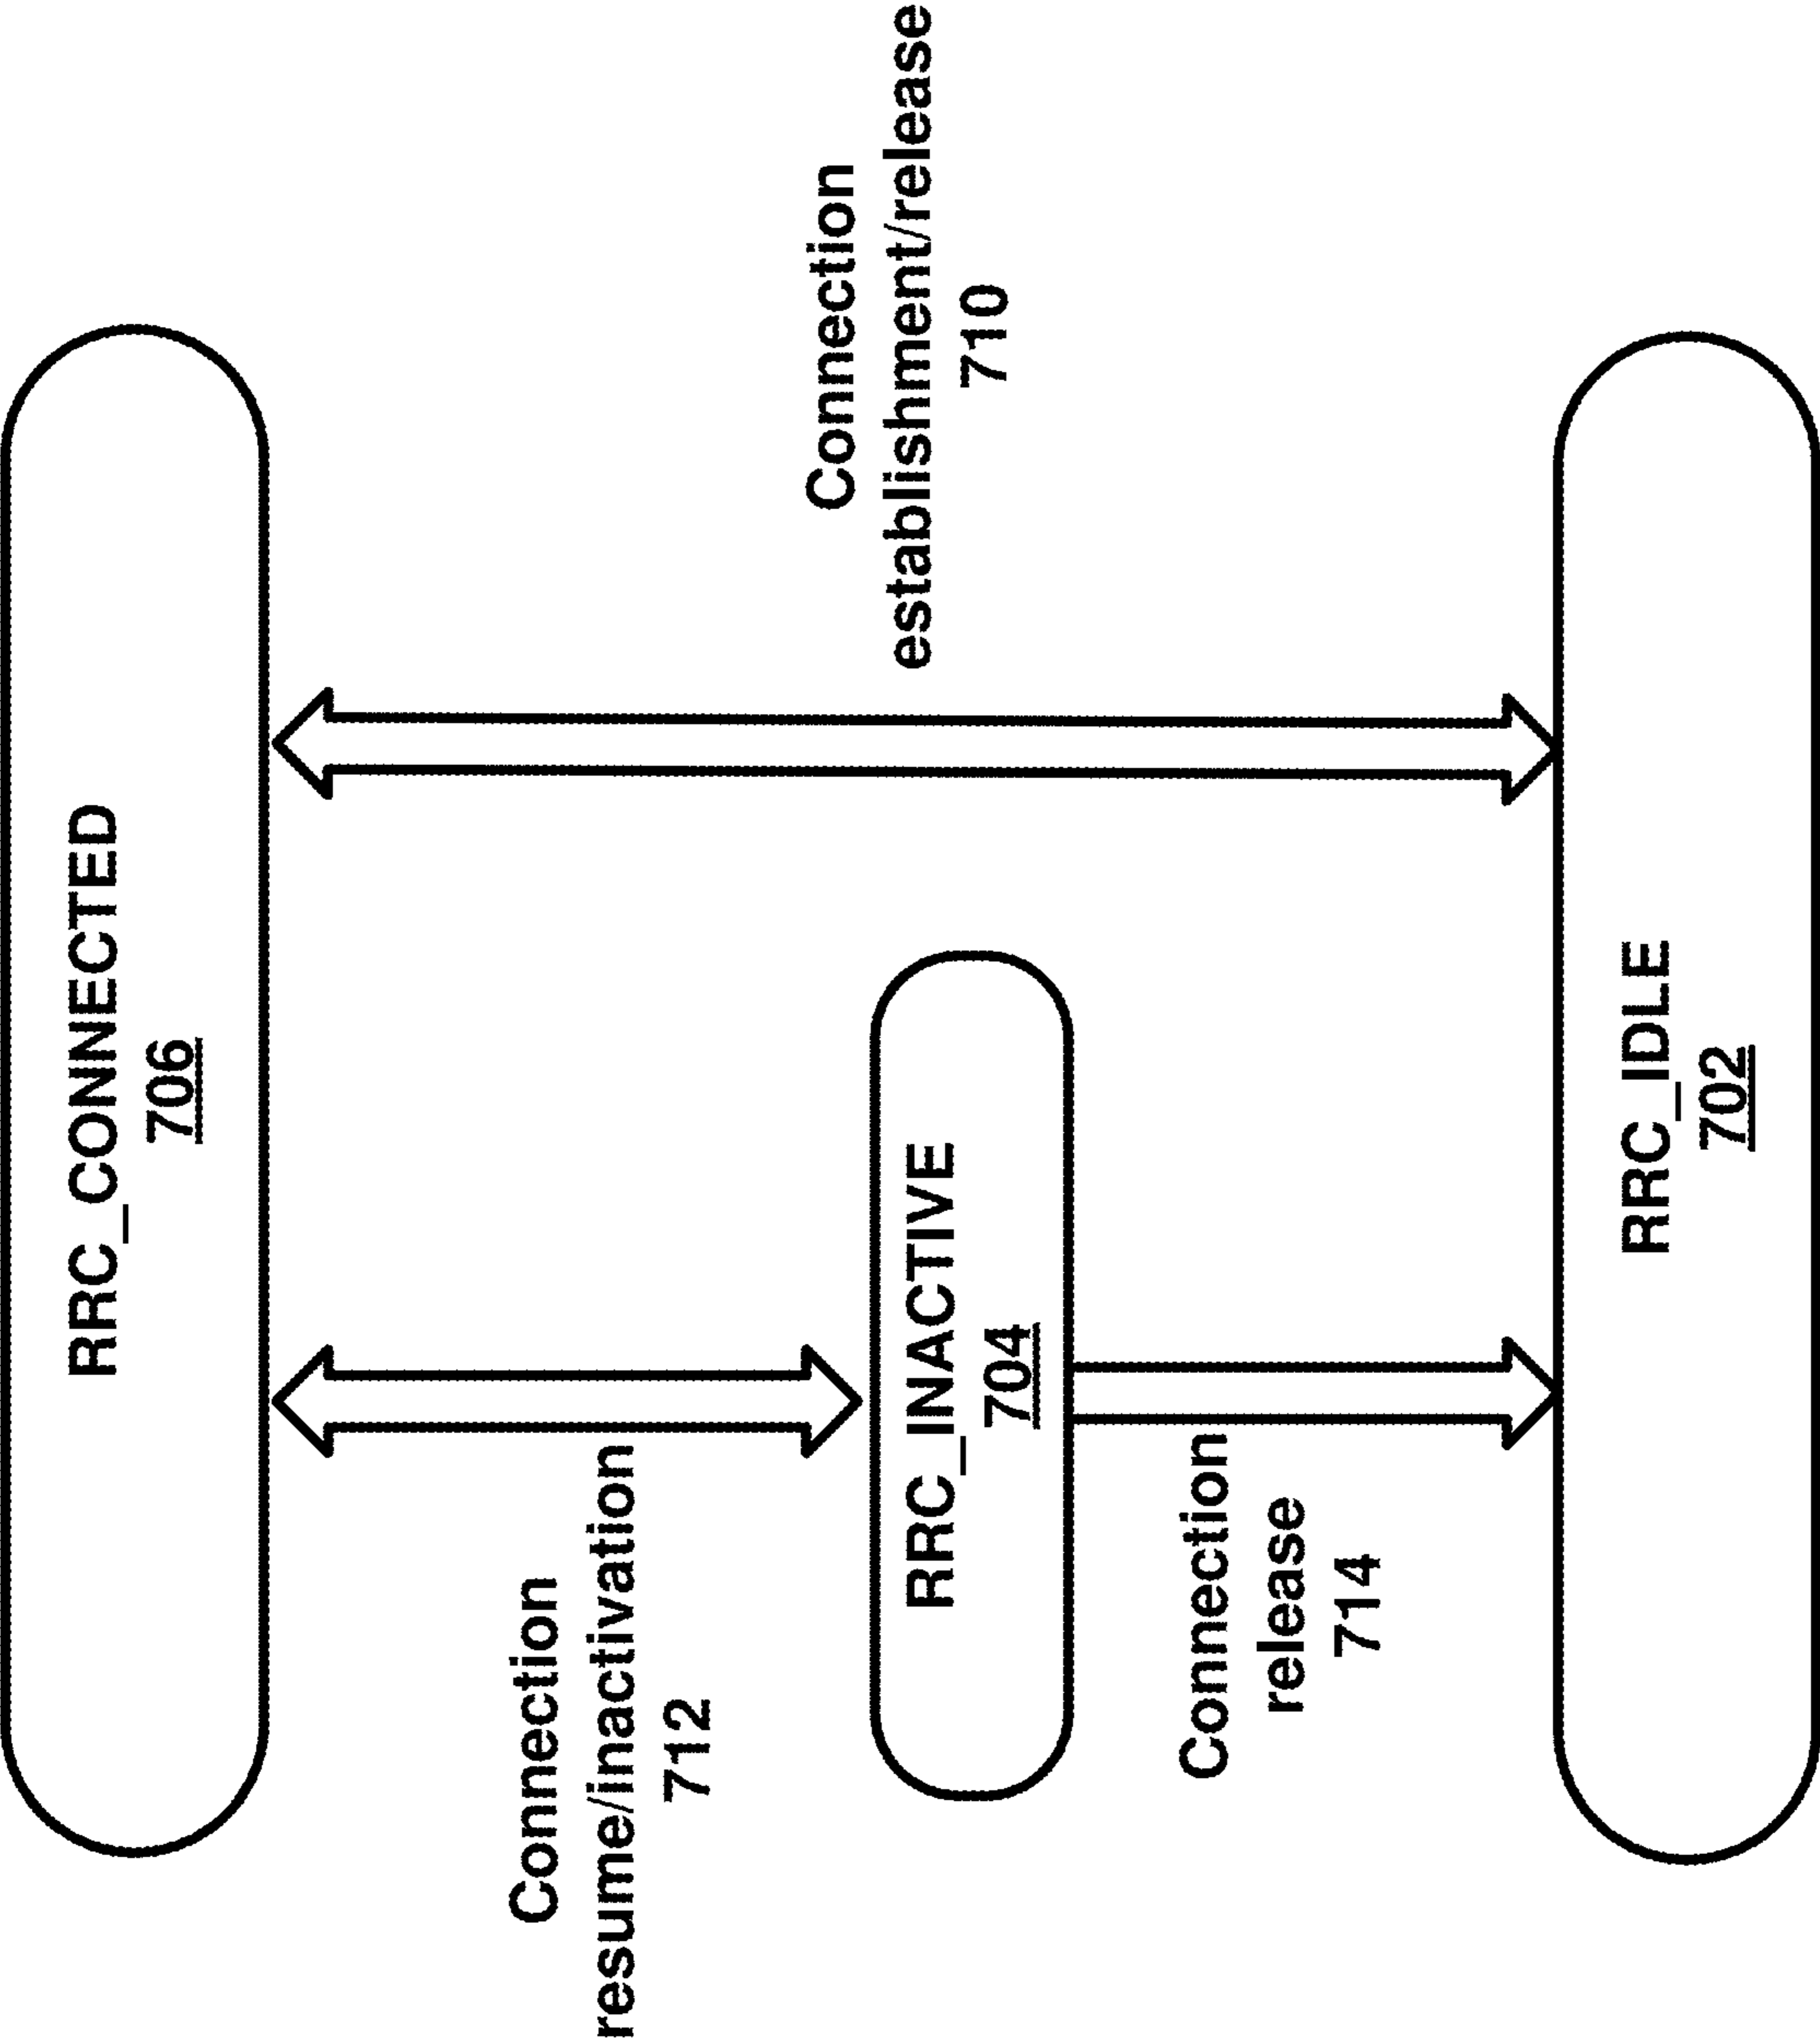 RRC_CONNECTED
706
Connection
resume/inactivation
712
Connection
establishment/release
710
RRC_INACTIVE
704
Connection
release
714
RRC_IDLE
702